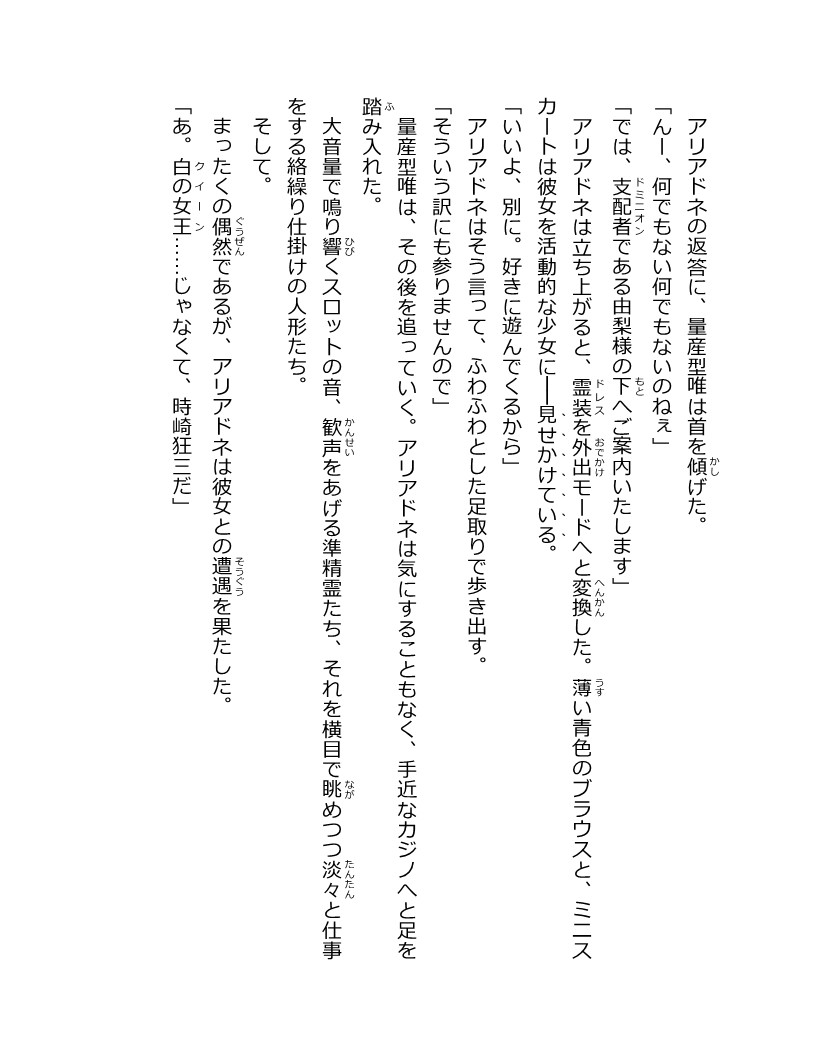 アリアドネの返答に、量産型唯は首を傾げた。
「んー、何でもない何でもないのねぇ」
「では、支配者である由梨様の下へご案内いたします」
　アリアドネは立ち上がると、霊装を外出モードへと変換した。薄い青色のブラウスと、ミニス
カートは彼女を活動的な少女に――見せかけている。
「いいよ、別に。好きに遊んでくるから」
　アリアドネはそう言って、ふわふわとした足取りで歩き出す。
「そういう訳にも参りませんので」
　量産型唯は、その後を追っていく。アリアドネは気にすることもなく、手近なカジノへと足を
踏み入れた。
　大音量で鳴り響くスロットの音、歓声をあげる準精霊たち、それを横目で眺めつつ淡々と仕事
をする絡繰り仕掛けの人形たち。
　そして。
　まったくの偶然であるが、アリアドネは彼女との遭遇を果たした。
「あ。白の女王……じゃなくて、時崎狂三だ」